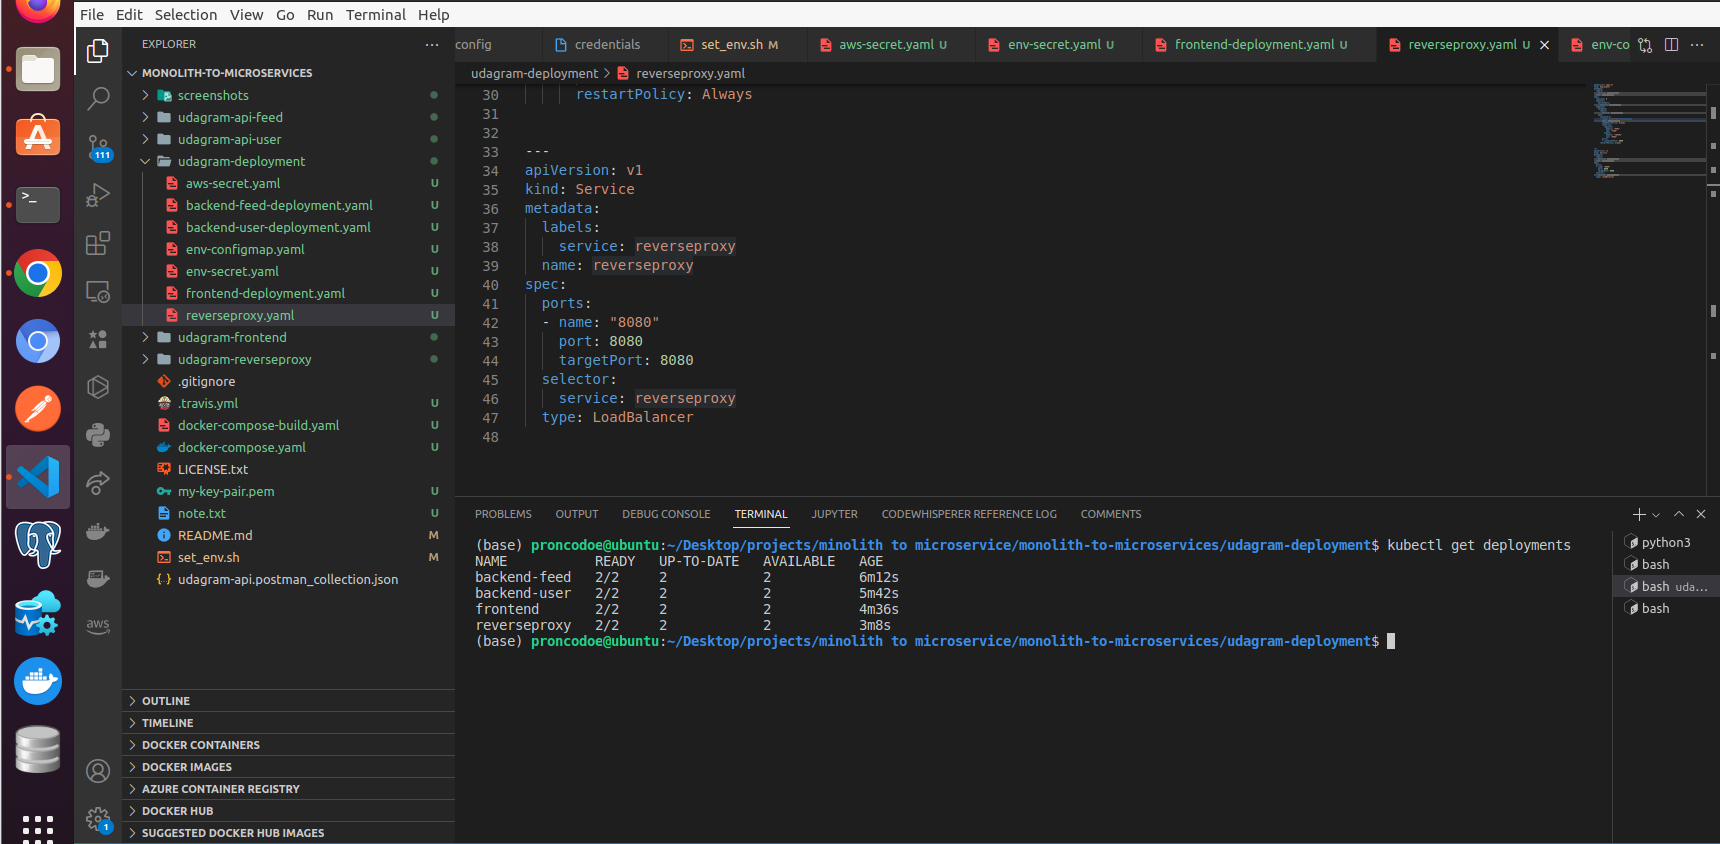 File Edit Selection View Go Run Terminal Help
EXPLORER
MONOLITH-TO-MICROSERVICES
screenshots
udagram-api-feed
udagram-api-user
udagram-deployment
aws-secret.yaml U
backend-feed-deployment.yaml U
backend-user-deployment.yaml U
env-configmap.yaml U
env-secret.yaml U
frontend-deployment.yaml U
reverseproxy.yaml U
udagram-frontend
udagram-reverseproxy
.gitignore
.travis.yml U
docker-compose-build.yaml U
docker-compose.yaml U
LICENSE.txt
my-key-pair.pem U
note.txt U
README.md M
set_env.sh M
udagram-api.postman_collection.json
OUTLINE
TIMELINE
DOCKER CONTAINERS
DOCKER IMAGES
AZURE CONTAINER REGISTRY
DOCKER HUB
SUGGESTED DOCKER HUB IMAGES
111
aws
1
config credentials set_env.sh M aws-secret.yaml U env-secret.yaml U frontend-deployment.yaml U reverseproxy.yaml U env-co
udagram-deployment > reverseproxy.yaml
30 restartPolicy: Always
31
32
33 ---
34 apiVersion: v1
35 kind: Service
36 metadata:
37 labels:
38 service: reverseproxy
39 name: reverseproxy
40 spec:
41 ports:
42 - name: "8080"
43 port: 8080
44 targetPort: 8080
45 selector:
46 service: reverseproxy
47 type: LoadBalancer
48
PROBLEMS OUTPUT DEBUG CONSOLE TERMINAL JUPYTER CODEWHISPERER REFERENCE LOG COMMENTS
(base) proncodoe@ubuntu:~/Desktop/projects/minolith to microservice/monolith-to-microservices/udagram-deployment$ kubectl get deployments
NAME READY UP-TO-DATE AVAILABLE AGE
backend-feed 2/2 2 2 6m12s
backend-user 2/2 2 2 5m42s
frontend 2/2 2 2 4m36s
reverseproxy 2/2 2 2 3m8s
(base) proncodoe@ubuntu:~/Desktop/projects/minolith to microservice/monolith-to-microservices/udagram-deployment$
python3
bash
bash uda...
bash